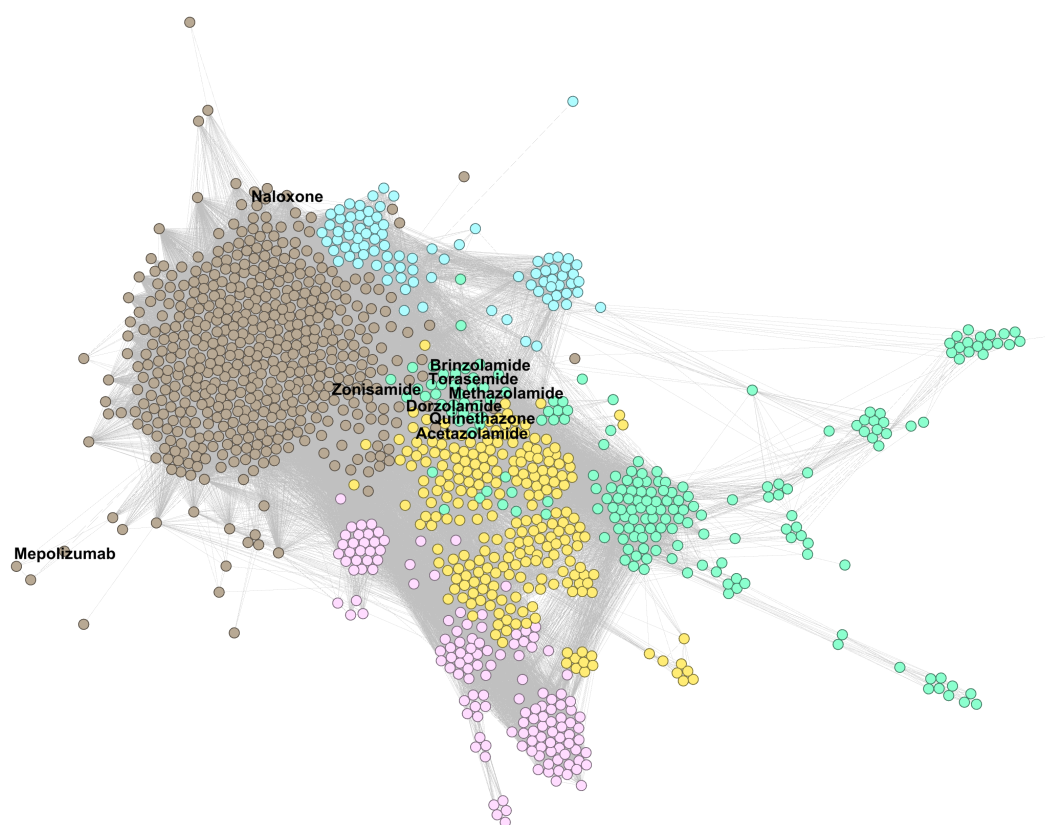 Naloxone
Brinzolamide
Torasemide
Zonisamide
Methazolamide
Dorzolamide
Quinethazone
Acetazolamide
Mepolizumab